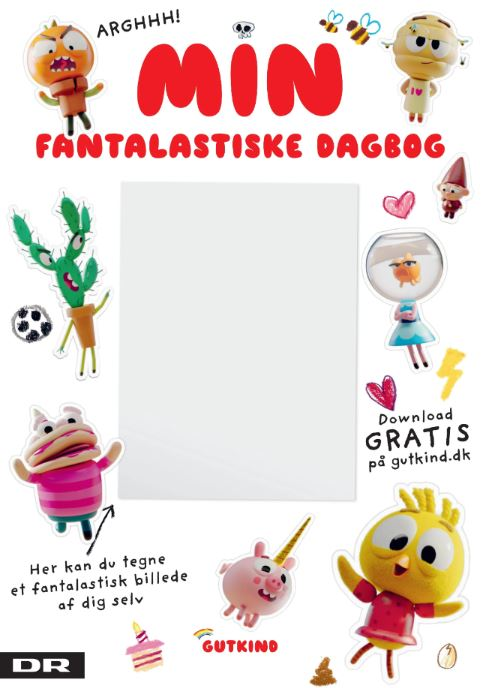 ARGHHH!
MIN
FANTALASTISKE DAGBOG
I
Download
GRATIS
på gutkind.dk
Her kan du tegne
et fantalastisk billede
af dig selv
GUTKIND
DR